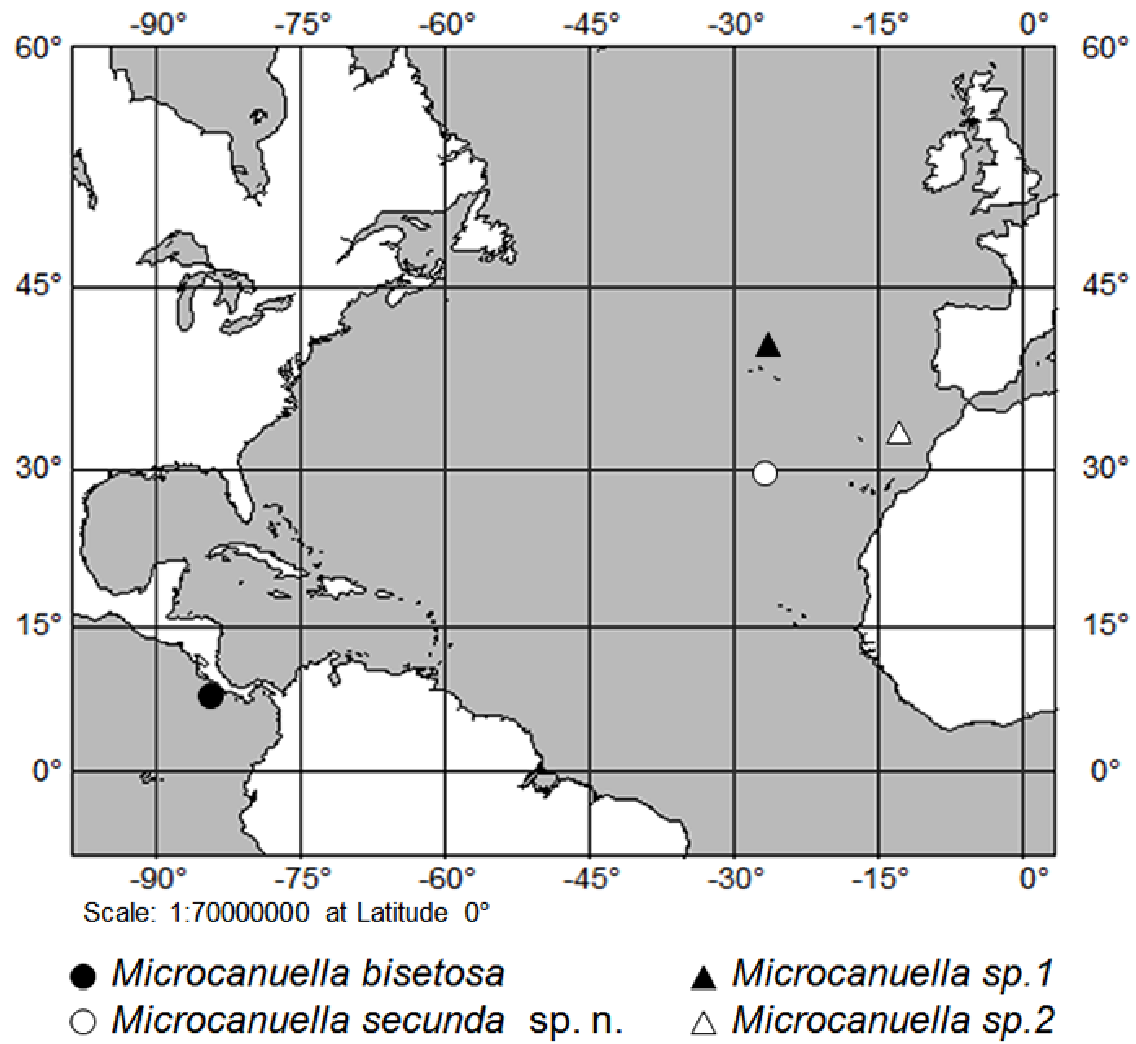 -90° -75° -60° -45° -30° -15° 0°
60° 60°
45° 45°
30° 30°
15° 15°
0° 0°
-90° -75° -60° -45° -30° -15° 0°
Scale: 1:70000000 at Latitude 0°
Microcanuella bisetosa Microcanuella sp.1
Microcanuella secunda sp. n. Microcanuella sp.2